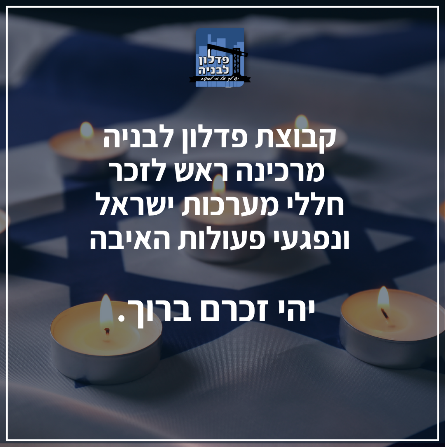 פדלון
לבניה
קבוצת פדלון לבניה
מרכינה ראש לזכר
חללי מערכות ישראל
ונפגעי פעולות האיבה
יהי זכרם ברוך.